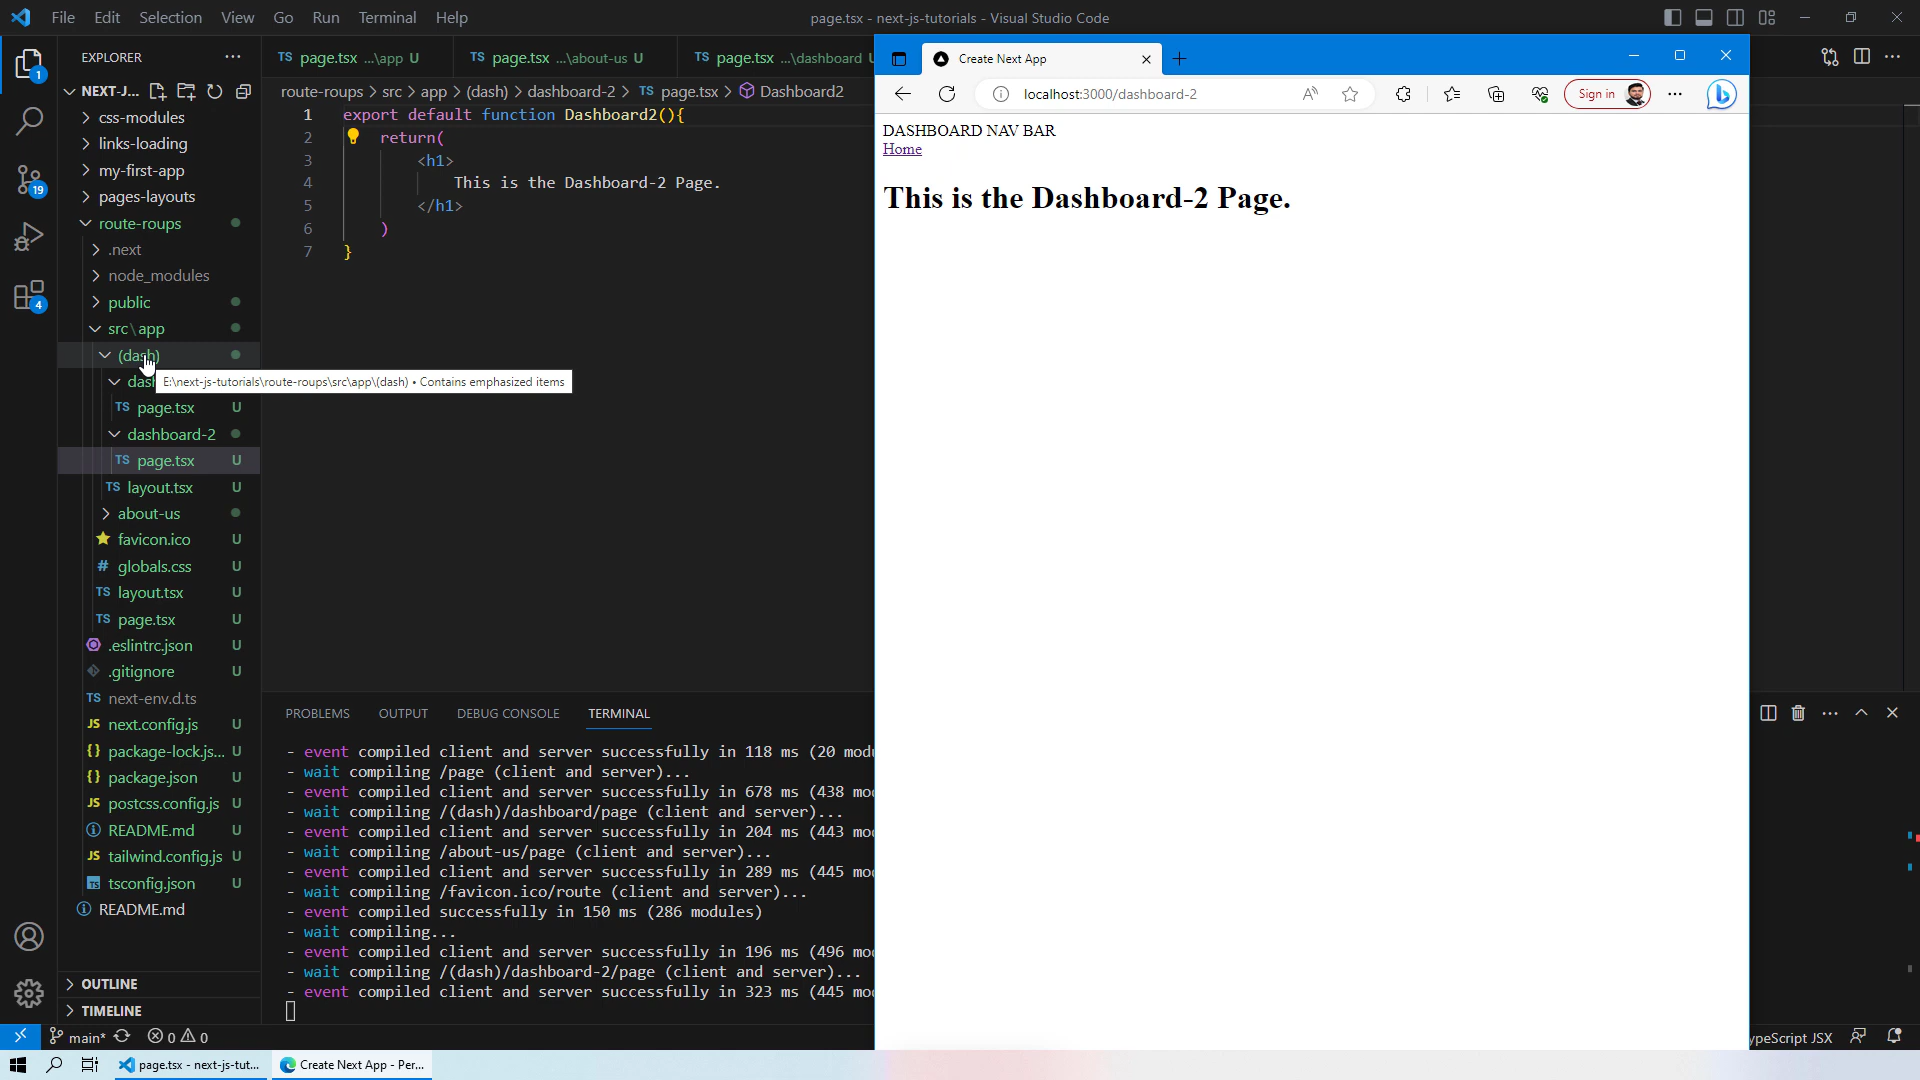 File Edit Selection View Go Run Terminal Help
page.tsx - next-js-tutorials - Visual Studio Code
EXPLORER
NEXT-J...
css-modules
links-loading
my-first-app
pages-layouts
route-roups
.next
node_modules
public
src\app
(dash)
E:\next-js-tutorials\route-roups\src\app\(dash) • Contains emphasized items
page.tsx U
dashboard-2
page.tsx U
layout.tsx U
about-us
favicon.ico U
globals.css U
layout.tsx U
page.tsx U
.eslintrc.json U
.gitignore U
next-env.d.ts
next.config.js U
package-lock.js... U
package.json U
postcss.config.js U
README.md U
tailwind.config.js U
tsconfig.json U
README.md
OUTLINE
TIMELINE
1
19
4
TS page.tsx ...\app U
TS page.tsx ...\about-us U
TS page.tsx ...\dashboard
route-roups > src > app > (dash) > dashboard-2 > TS page.tsx > Dashboard2
1 export default function Dashboard2(){
2 return(
3 <h1>
4 This is the Dashboard-2 Page.
5 </h1>
6 )
7 }
PROBLEMS OUTPUT DEBUG CONSOLE TERMINAL
- event compiled client and server successfully in 118 ms (20 modu
- wait compiling /page (client and server)...
- event compiled client and server successfully in 678 ms (438 mo
- wait compiling /(dash)/dashboard/page (client and server)...
- event compiled client and server successfully in 204 ms (443 mo
- wait compiling /about-us/page (client and server)...
- event compiled client and server successfully in 289 ms (445 mo
- wait compiling /favicon.ico/route (client and server)...
- event compiled successfully in 150 ms (286 modules)
- wait compiling...
- event compiled client and server successfully in 196 ms (496 mo
- wait compiling /(dash)/dashboard-2/page (client and server)...
- event compiled client and server successfully in 323 ms (445 mo
Create Next App
localhost:3000/dashboard-2
Sign in
DASHBOARD NAV BAR
Home
This is the Dashboard-2 Page.
main* 0 0
ypeScript JSX
page.tsx - next-js-tut...
Create Next App - Per...